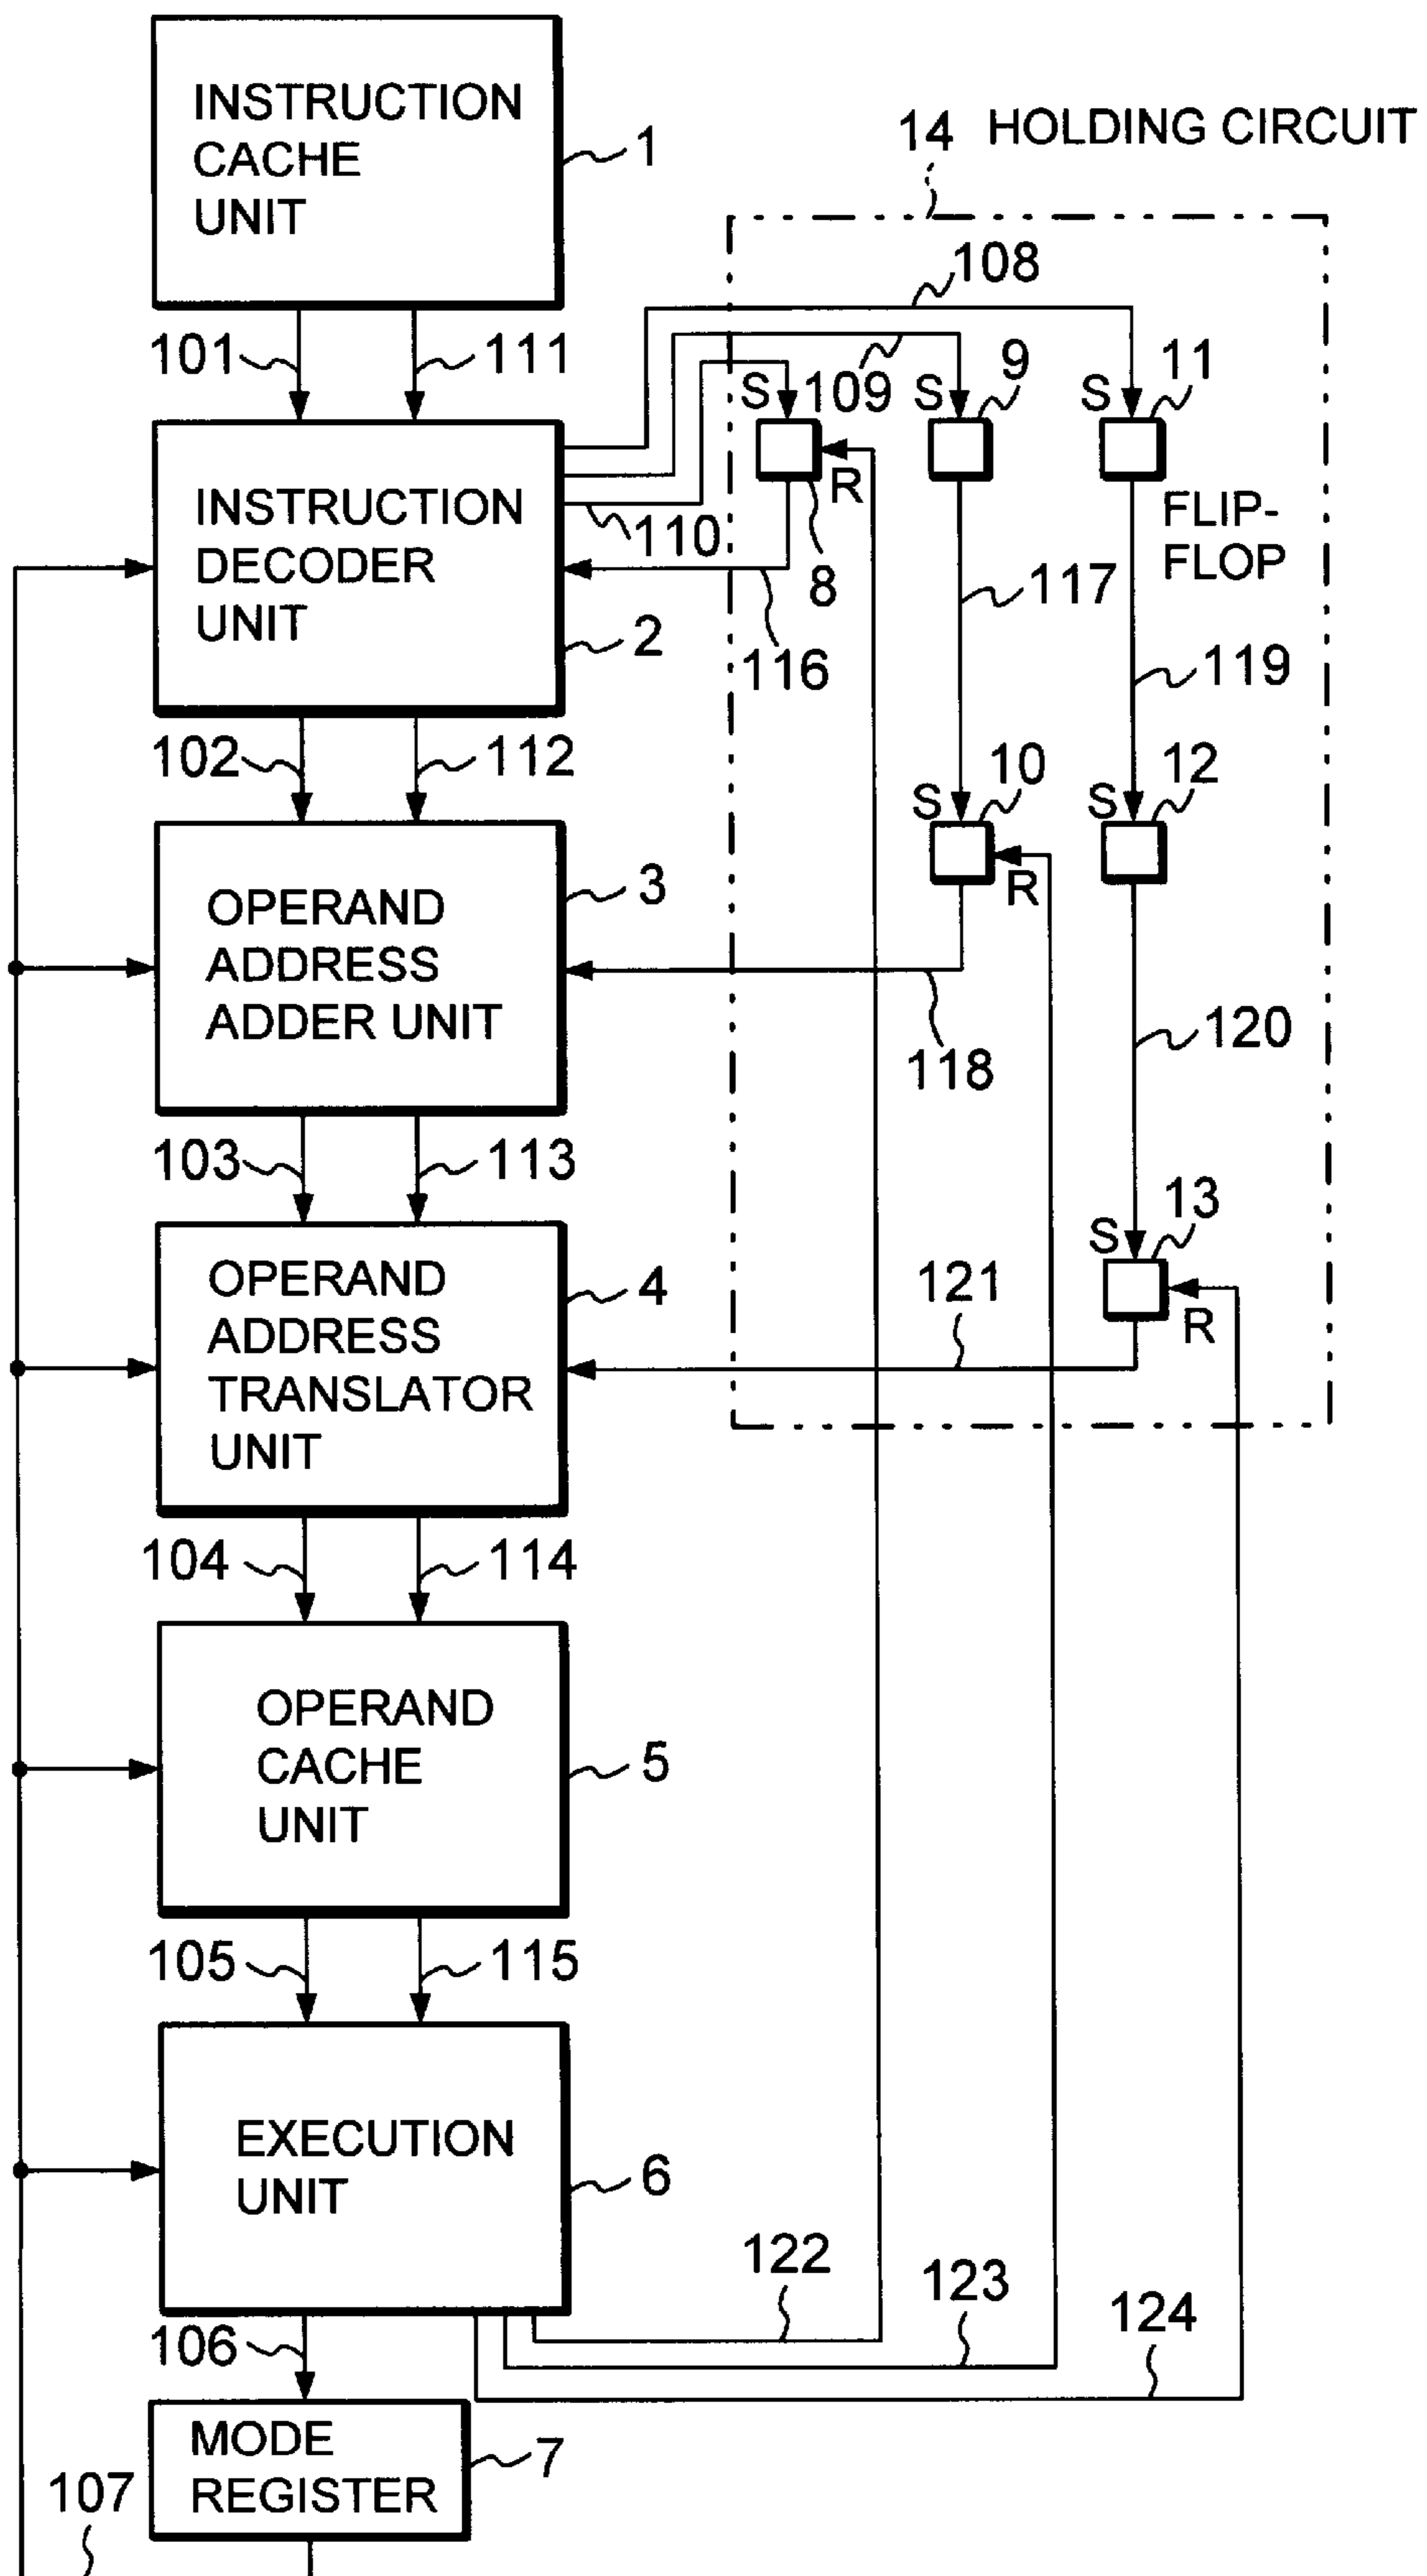 INSTRUCTION
CACHE
UNIT
1
14 HOLDING CIRCUIT
108
101
111
109
S
S
9
S
11
R
8
FLIP-
FLOP
INSTRUCTION
DECODER
UNIT
2
110
116
117
119
102
112
S
10
S
12
R
OPERAND
ADDRESS
ADDER UNIT
3
118
120
103
113
S
13
R
OPERAND
ADDRESS
TRANSLATOR
UNIT
4
121
104
114
OPERAND
CACHE
UNIT
5
105
115
EXECUTION
UNIT
6
122
123
124
106
MODE
REGISTER
7
107